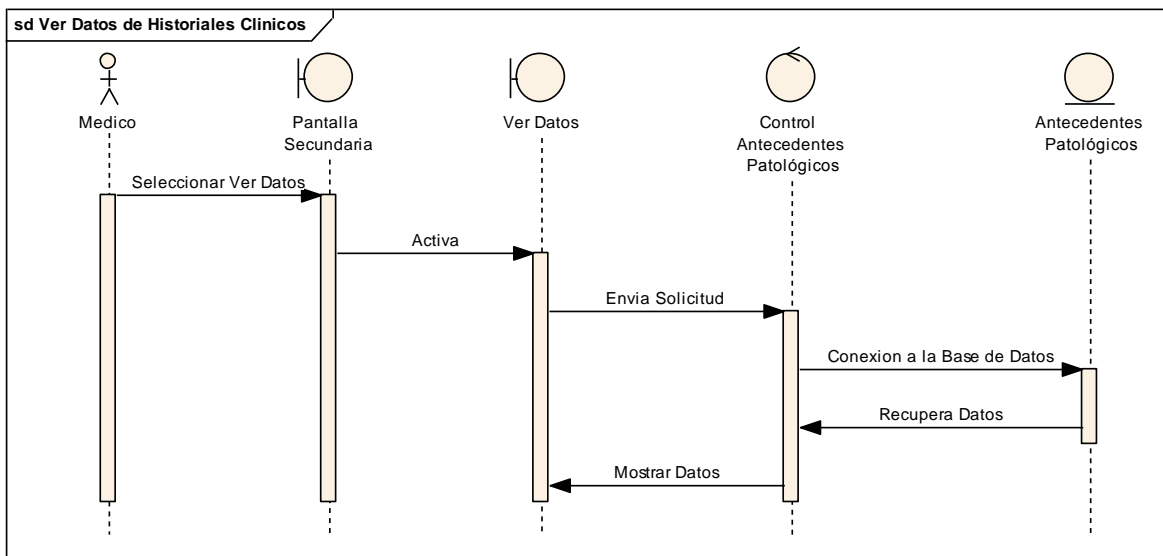 sd Ver Datos de Historiales Clinicos
Medico
Pantalla
Secundaria
Ver Datos
Control
Antecedentes
Patológicos
Antecedentes
Patológicos
Seleccionar Ver Datos
Activa
Envia Solicitud
Conexion a la Base de Datos
Recupera Datos
Mostrar Datos